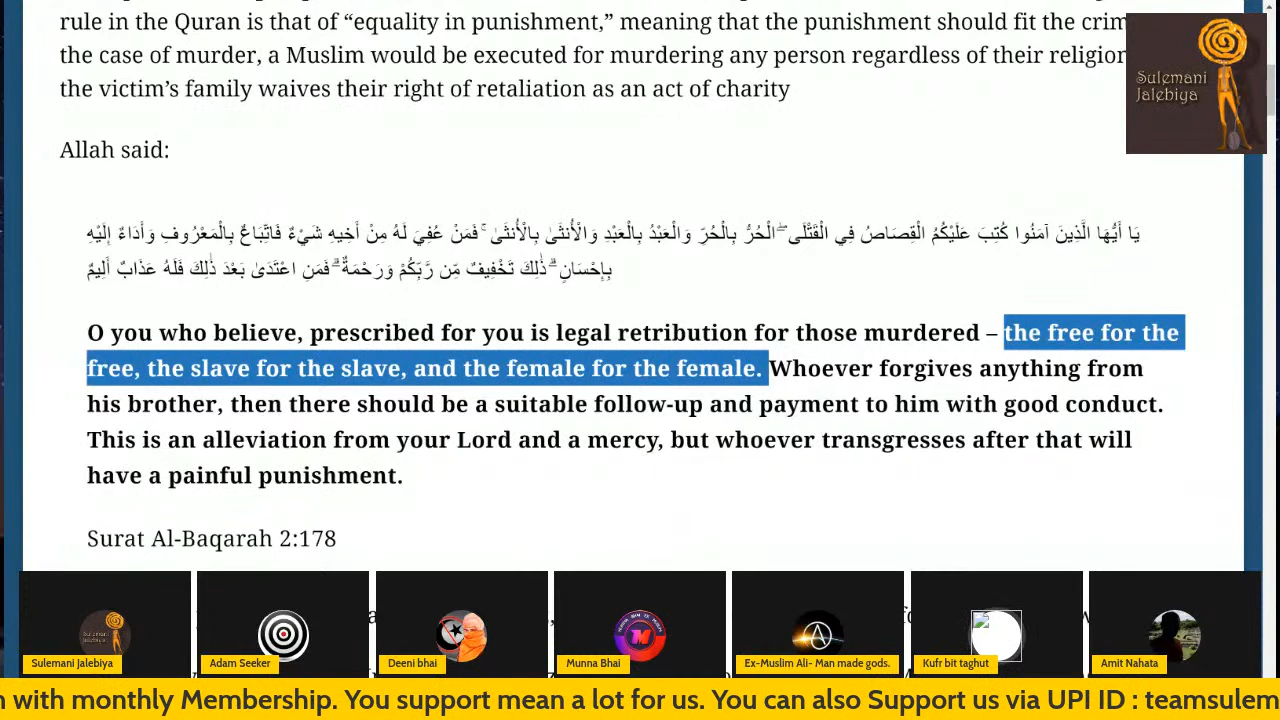 rule in the Quran is that of “equality in punishment,” meaning that the punishment should fit the crim
the case of murder, a Muslim would be executed for murdering any person regardless of their religion
the victim’s family waives their right of retaliation as an act of charity
Sulemani
Jalebiya
Allah said:
يَا أَيُّهَا الَّذِينَ آمَنُوا كُتِبَ عَلَيْكُمُ الْقِصَاصُ فِي الْقَتْلَى ۖ الْحُرُّ بِالْحُرِّ وَالْعَبْدُ بِالْعَبْدِ وَالْأُنثَىٰ بِالْأُنثَىٰ ۚ فَمَنْ عُفِيَ لَهُ مِنْ أَخِيهِ شَيْءٌ فَاتِّبَاعٌ بِالْمَعْرُوفِ وَأَدَاءٌ إِلَيْهِ
بِإِحْسَانٍ ۗ ذَٰلِكَ تَخْفِيفٌ مِّن رَّبِّكُمْ وَرَحْمَةٌ ۗ فَمَنِ اعْتَدَىٰ بَعْدَ ذَٰلِكَ فَلَهُ عَذَابٌ أَلِيمٌ
O you who believe, prescribed for you is legal retribution for those murdered – the free for the
free, the slave for the slave, and the female for the female. Whoever forgives anything from
his brother, then there should be a suitable follow-up and payment to him with good conduct.
This is an alleviation from your Lord and a mercy, but whoever transgresses after that will
have a painful punishment.
Surat Al-Baqarah 2:178
Sulemani Jalebiya
Adam Seeker
Deeni bhai
Munna Bhai
Ex-Muslim Ali- Man made gods.
Kufr bit taghut
Amit Nahata
with monthly Membership. You support mean a lot for us. You can also Support us via UPI ID : teamsulem